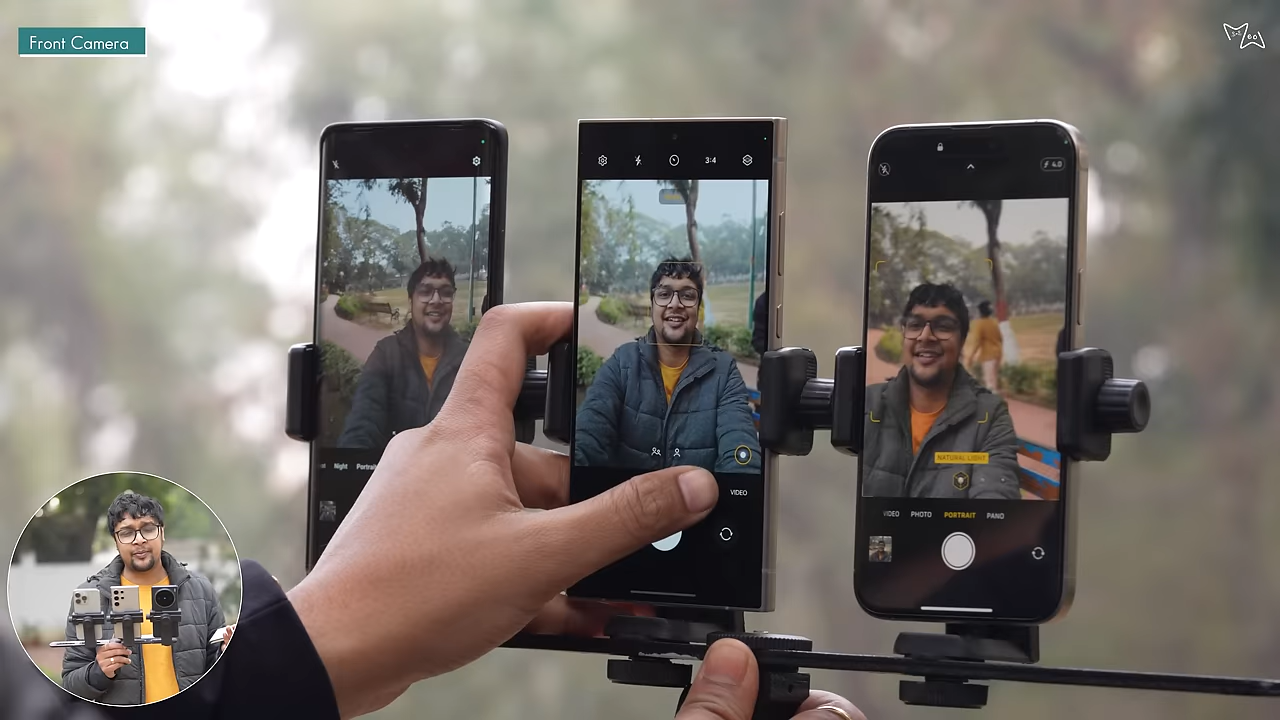 Front Camera
3:4
4.0
Night Portrait
VIDEO
NATURAL LIGHT
VIDEO PHOTO PORTRAIT PANO